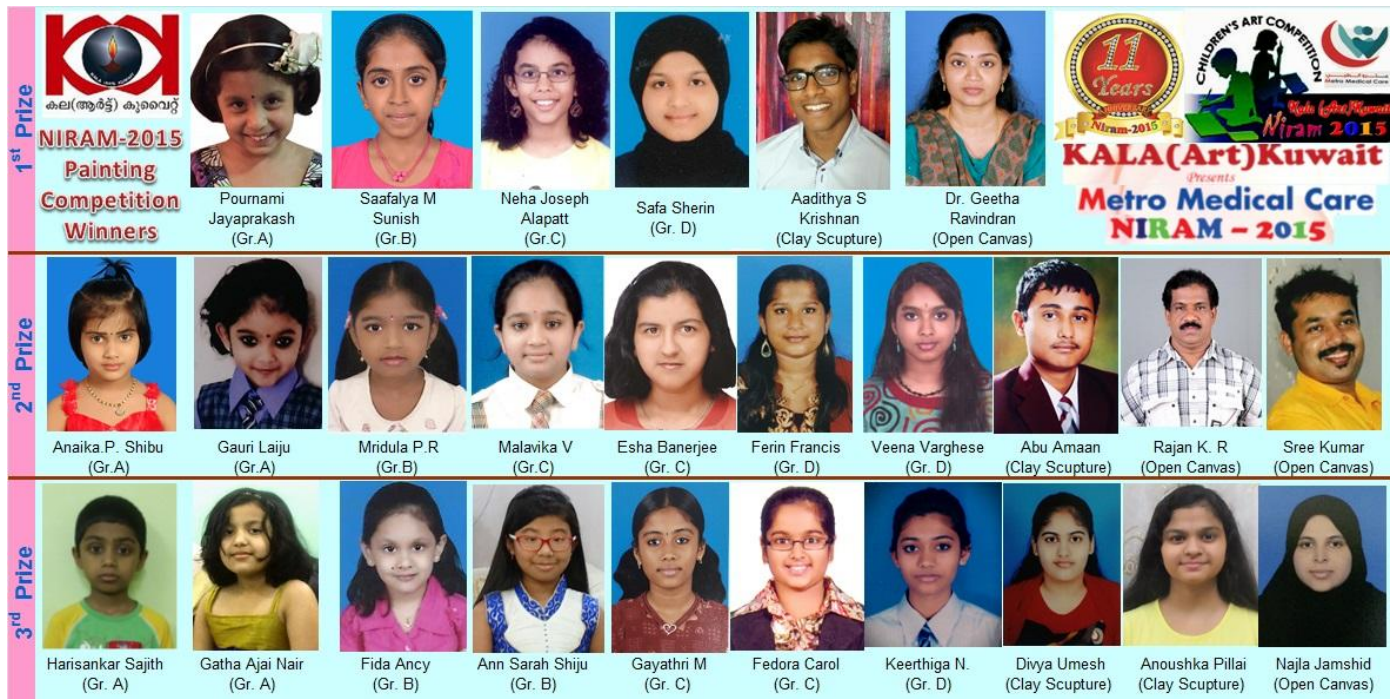 1st Prize
കല(ആർട്ട്) കുവൈറ്റ്
NIRAM-2015
Painting
Competition
Winners
Pournami
Jayaprakash
(Gr.A)
Saafalya M
Sunish
(Gr.B)
Neha Joseph
Alapatt
(Gr.C)
Safa Sherin
(Gr. D)
Aadithya S
Krishnan
(Clay Scupture)
Dr. Geetha
Ravindran
(Open Canvas)
11
Years
Niram-2015
CHILDREN'S ART COMPETITION
Metro Medical Care
Kala (Art) Kuwait
Niram 2015
KALA(Art)Kuwait
Presents
Metro Medical Care
NIRAM – 2015
2nd Prize
Anaika.P. Shibu
(Gr.A)
Gauri Laiju
(Gr.A)
Mridula P.R
(Gr.B)
Malavika V
(Gr.C)
Esha Banerjee
(Gr. C)
Ferin Francis
(Gr. D)
Veena Varghese
(Gr. D)
Abu Amaan
(Clay Scupture)
Rajan K. R
(Open Canvas)
Sree Kumar
(Open Canvas)
3rd Prize
Harisankar Sajith
(Gr. A)
Gatha Ajai Nair
(Gr. A)
Fida Ancy
(Gr. B)
Ann Sarah Shiju
(Gr. B)
Gayathri M
(Gr. C)
Fedora Carol
(Gr. C)
Keerthiga N.
(Gr. D)
Divya Umesh
(Clay Scupture)
Anoushka Pillai
(Clay Scupture)
Najla Jamshid
(Open Canvas)